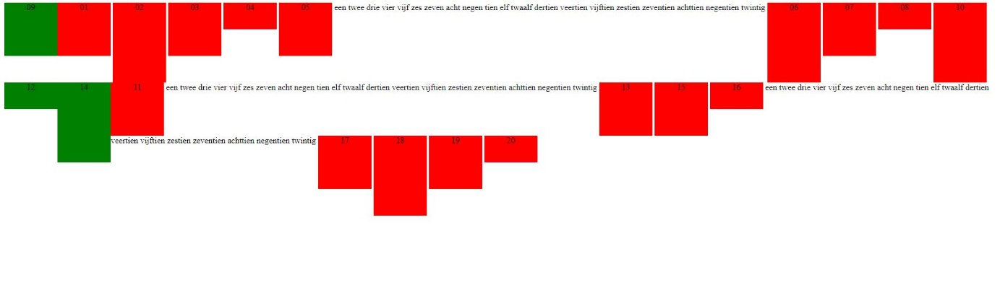 09 01 02 03 04 05 een twee drie vier vijf zes zeven acht negen tien elf twaalf dertien veertien vijftien zestien zeventien achttien negentien twintig 06 07 08 10
12 14 11 een twee drie vier vijf zes zeven acht negen tien elf twaalf dertien veertien vijftien zestien zeventien achttien negentien twintig 13 15 16 een twee drie vier vijf zes zeven acht negen tien elf twaalf dertien
veertien vijftien zestien zeventien achttien negentien twintig 17 18 19 20